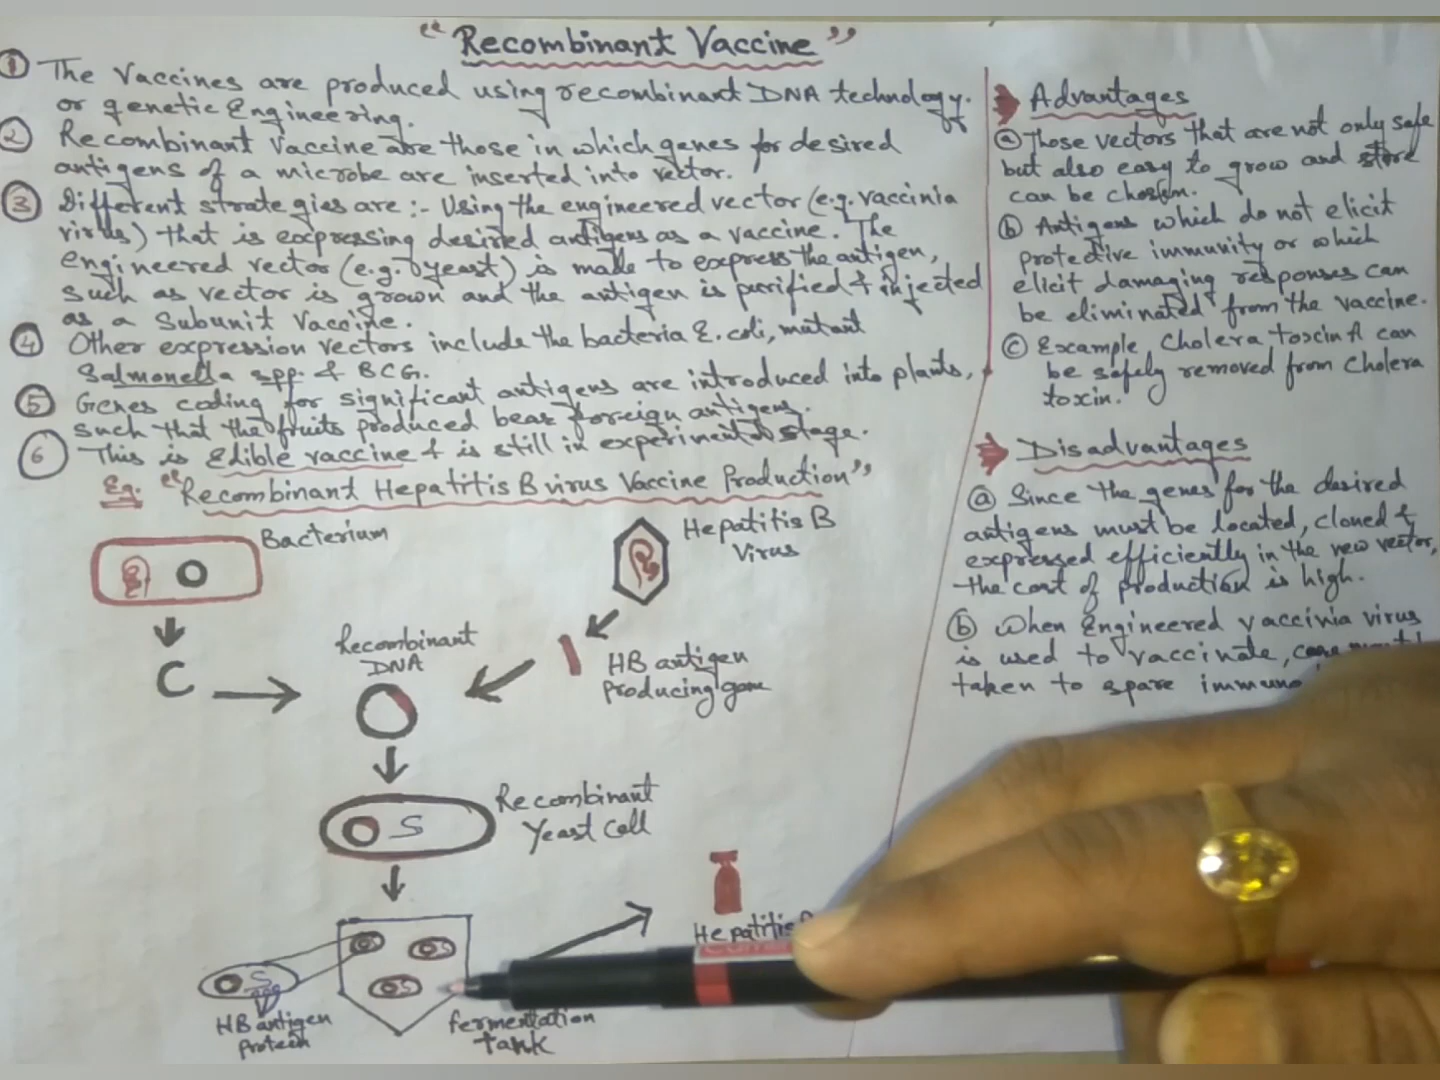 "Recombinant Vaccine"
① The Vaccines are produced using recombinant DNA technology.
or genetic Engineering.
② Recombinant Vaccine are those in which genes for desired
antigens of a microbe are inserted into vector.
③ Different strategies are :- Using the engineered vector (e.g. vaccinia
virus) that is expressing desired antigens as a vaccine. The
engineered vector (e.g. yeast) is made to express the antigen,
such as vector is grown and the antigen is purified & injected
as a Subunit Vaccine.
④ Other expression vectors include the bacteria E. coli, mutant
Salmonella spp. & BCG.
⑤ Genes coding for significant antigens are introduced into plants,
such that the fruits produced bear foreign antigens.
⑥ This is Edible vaccine & is still in experimental stage.
Eg. "Recombinant Hepatitis B virus Vaccine Production"
Bacterium
Hepatitis B
Virus
Recombinant
DNA
C
HB antigen
Producing gene
Recombinant
Yeast Cell
S
S
S
S
S
HB antigen
Protein
fermentation
tank
Hepatitis
Advantages
ⓐ Those vectors that are not only safe
but also easy to grow and store
can be chosen.
ⓑ Antigens which do not elicit
protective immunity or which
elicit damaging responses can
be eliminated from the vaccine.
ⓒ Example, Cholera toxin A can
be safely removed from Cholera
toxin.
Disadvantages
ⓐ Since the genes for the desired
antigens must be located, cloned &
expressed efficiently in the new vector,
the cost of production is high.
ⓑ When Engineered vaccinia virus
is used to vaccinate, care
taken to spare immuno